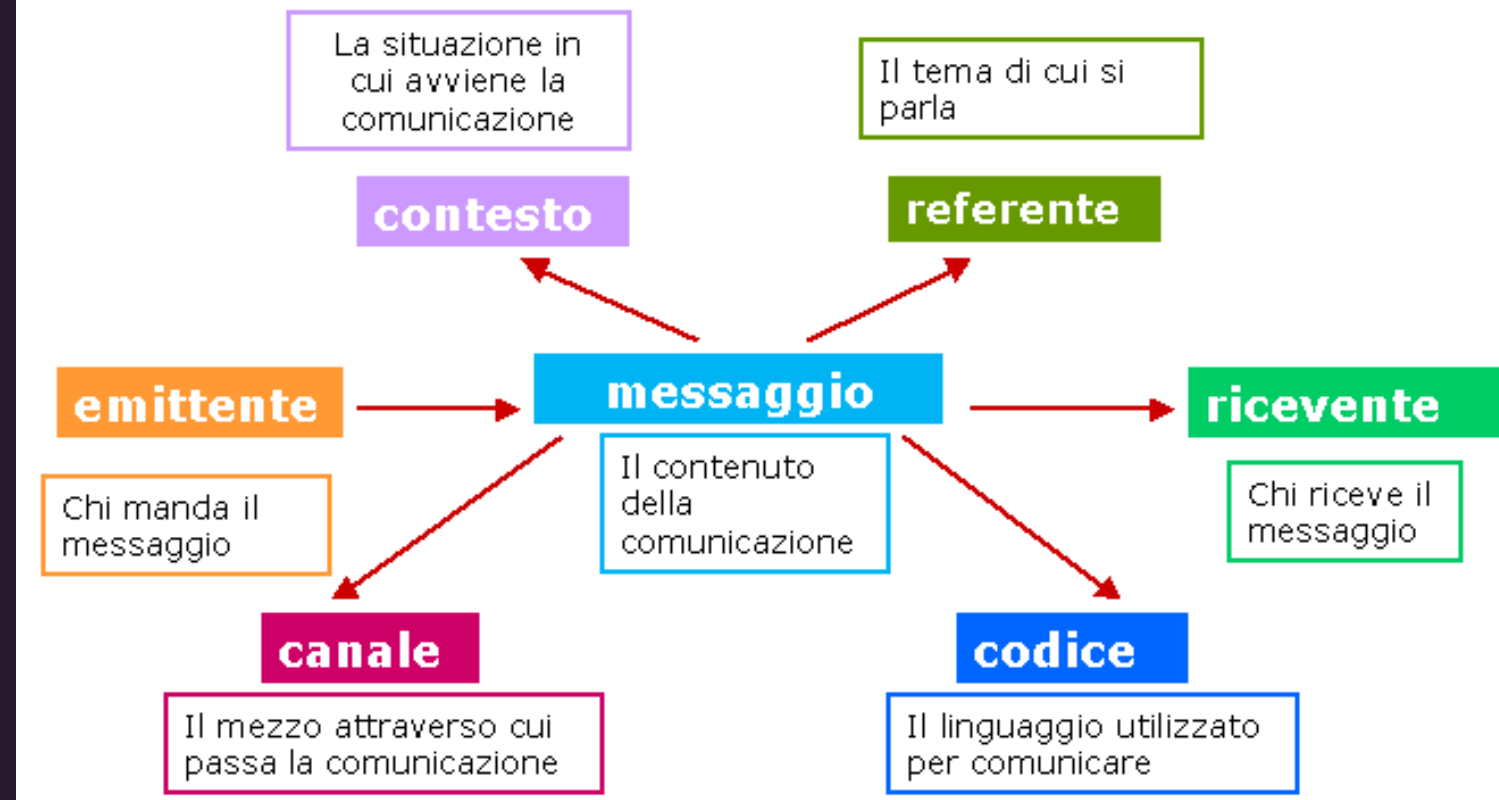 La situazione in
cui avviene la
comunicazione
Il tema di cui si
parla
contesto
referente
emittente
messaggio
ricevente
Chi manda il
messaggio
Il contenuto
della
comunicazione
Chi riceve il
messaggio
canale
codice
Il mezzo attraverso cui
passa la comunicazione
Il linguaggio utilizzato
per comunicare